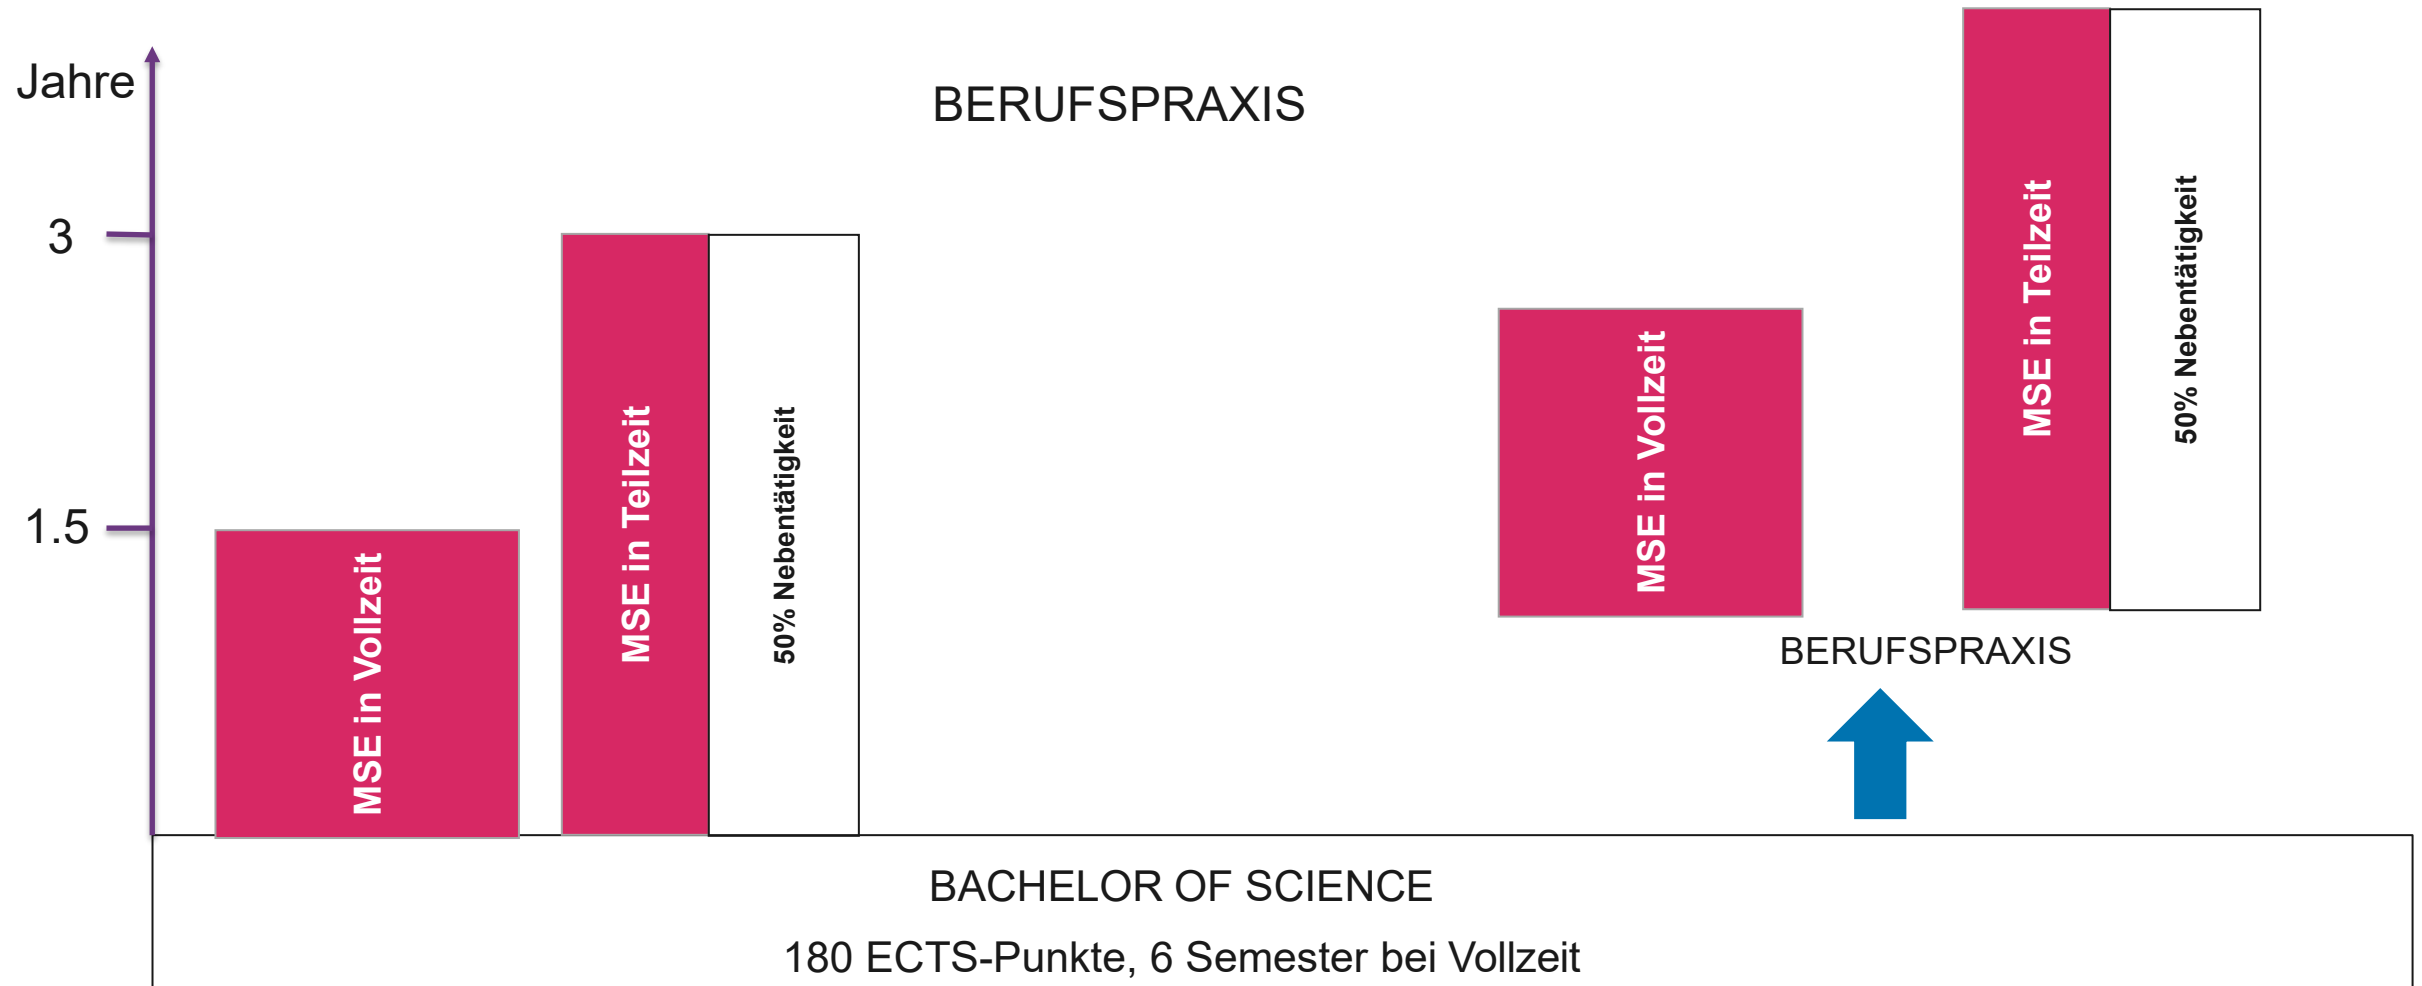 Jahre
BERUFSPRAXIS
3
1.5
MSE in Vollzeit
MSE in Teilzeit
50% Nebentätigkeit
MSE in Vollzeit
MSE in Teilzeit
50% Nebentätigkeit
BERUFSPRAXIS
BACHELOR OF SCIENCE
180 ECTS-Punkte, 6 Semester bei Vollzeit